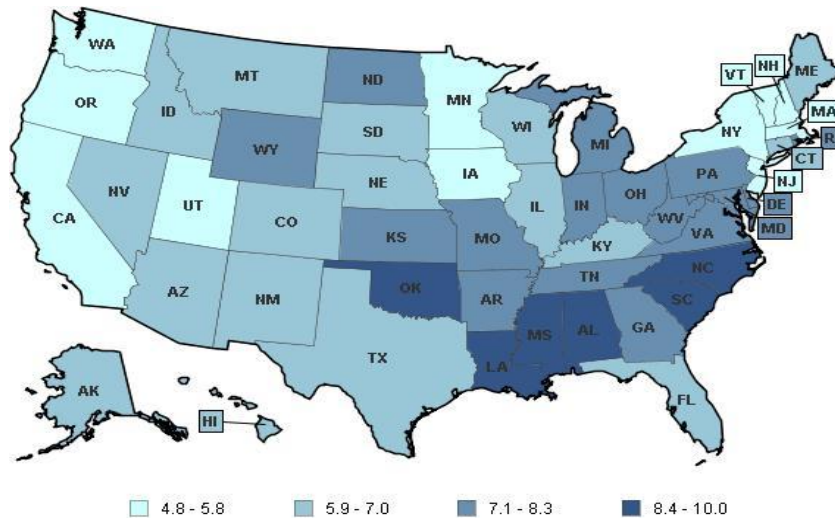 WA
MT
ND
MN
VT
NH
ME
OR
ID
SD
WI
NY
MA
WY
MI
R
CT
NV
NE
IA
PA
NJ
CA
UT
CO
IL
IN
OH
DE
KS
MO
WV
VA
MD
KY
AZ
NM
OK
AR
TN
NC
SC
TX
LA
MS
AL
GA
AK
HI
FL
4.8 - 5.8
5.9 - 7.0
7.1 - 8.3
8.4 - 10.0